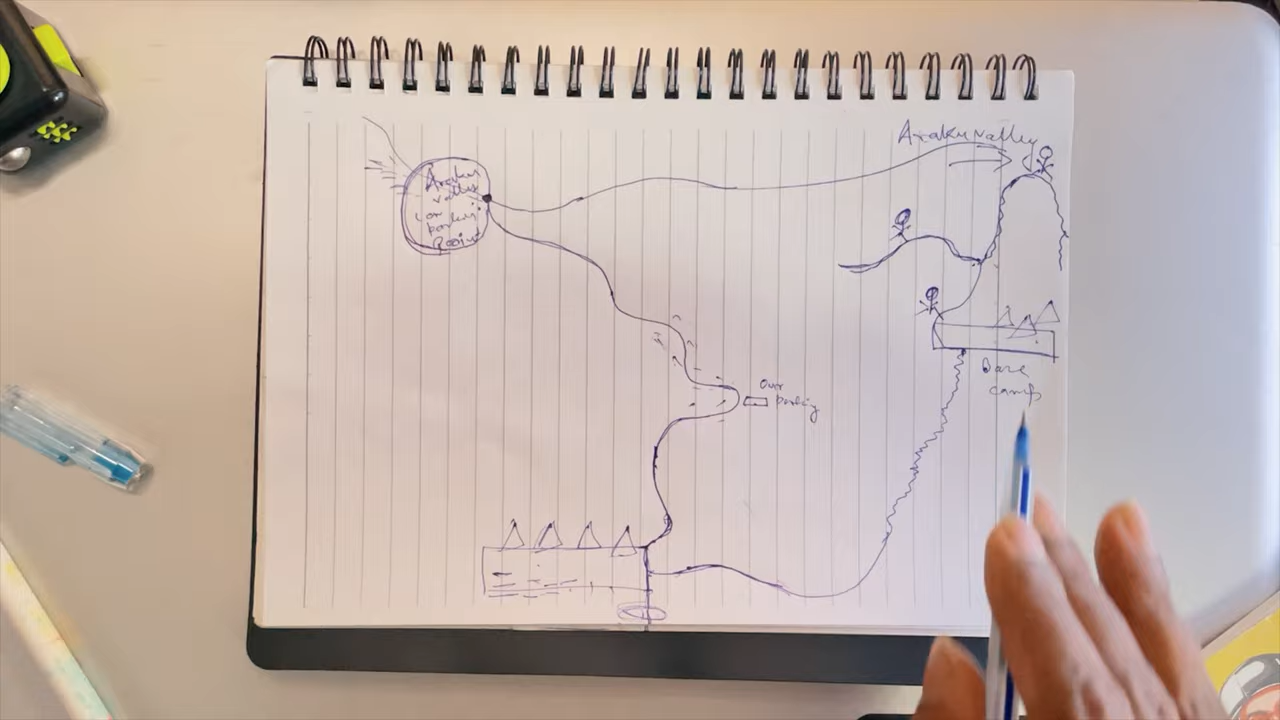 Araku valley
Araku
Valley
Car
parking
Point
Our
parking
Base
camp